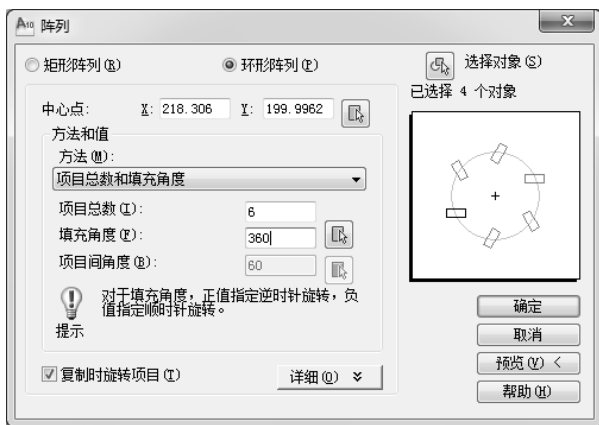 A10 阵列
矩形阵列(R) 环形阵列(P) 选择对象(S)
已选择 4 个对象
中心点: X: 218.306 Y: 199.9962
方法和值
方法(M):
项目总数和填充角度
项目总数(I): 6
填充角度(F): 360
项目间角度(B): 60
对于填充角度，正值指定逆时针旋转，负
值指定顺时针旋转。
提示
复制时旋转项目(T) 详细(O)
确定
取消
预览(V) <
帮助(H)